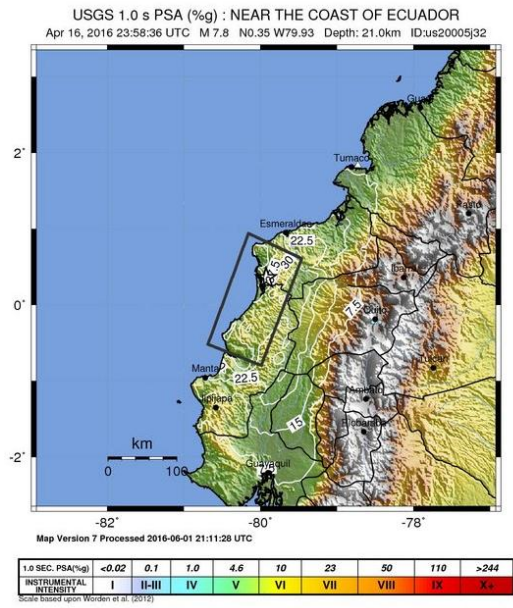 USGS 1.0 s PSA (%g) : NEAR THE COAST OF ECUADOR
Apr 16, 2016 23:58:36 UTC M 7.8 N0.35 W79.93 Depth: 21.0km ID:us20005j32
2°
Tumaco
Pasto
Esmeraldas
22.5
30
0°
7.5
Quito
Manta
22.5
Tulcan
Jipijapa
Ambato
15
Riobamba
km
0 100
-2°
Guayaquil
-82° -80° -78°
Map Version 7 Processed 2016-06-01 21:11:28 UTC
1.0 SEC. PSA(%g) <0.02 0.1 1.0 4.6 10 23 50 110 >244
INSTRUMENTAL INTENSITY I II-III IV V VI VII VIII IX X+
Scale based upon Worden et al. (2012)